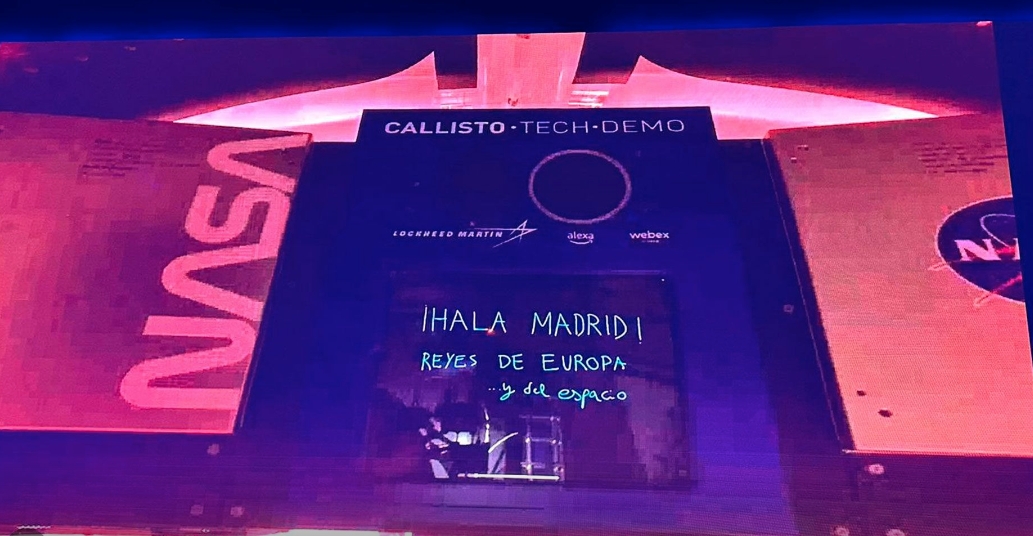 CALLISTO·TECH·DEMO
LOCKHEED MARTIN
alexa
webex
NASA
¡HALA MADRID!
REYES DE EUROPA
...y del espacio